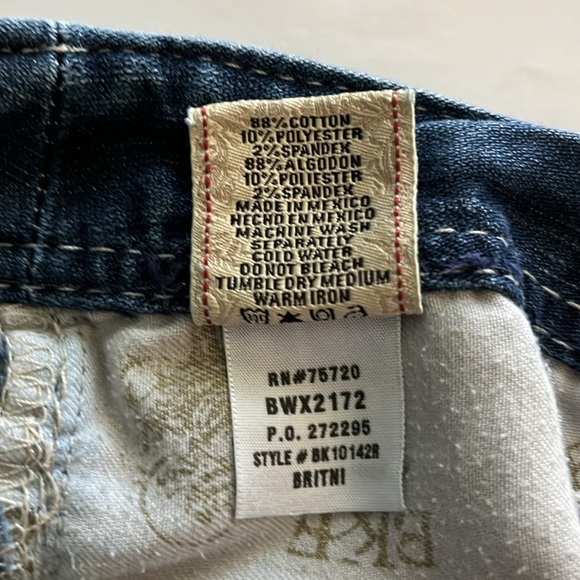 88% COTTON
10% POLYESTER
2% SPANDEX
88% ALGODON
10% POLIESTER
2% SPANDEX
MADE IN MEXICO
HECHO EN MEXICO
MACHINE WASH
SEPARATELY
COLD WATER
DO NOT BLEACH
TUMBLE DRY MEDIUM
WARM IRON
RN#75720
BWX2172
P.O. 272295
STYLE # BK10142R
BRITNI